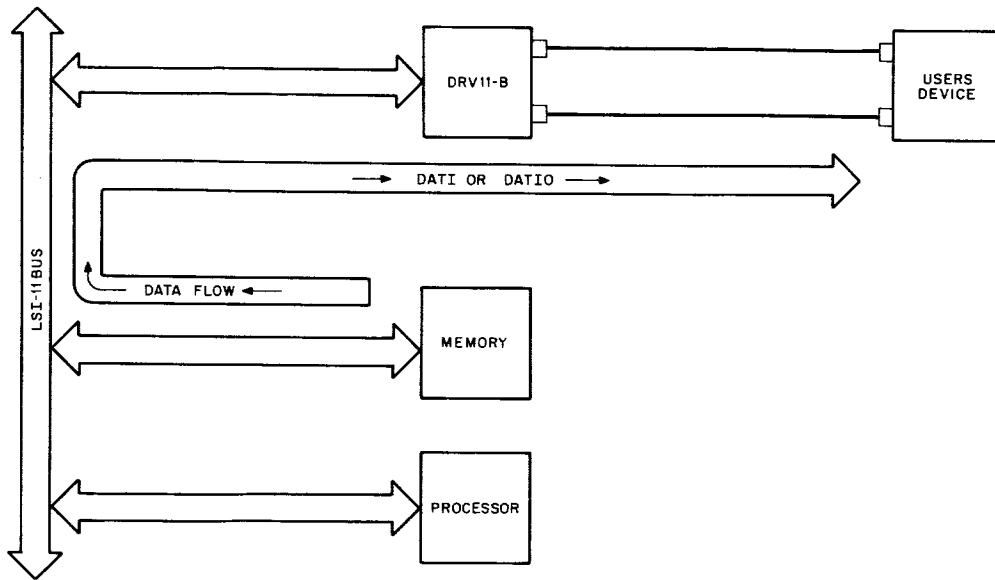 DRV11-B
USERS
DEVICE
DATI OR DATIO
LSI-11 BUS
DATA FLOW
MEMORY
PROCESSOR